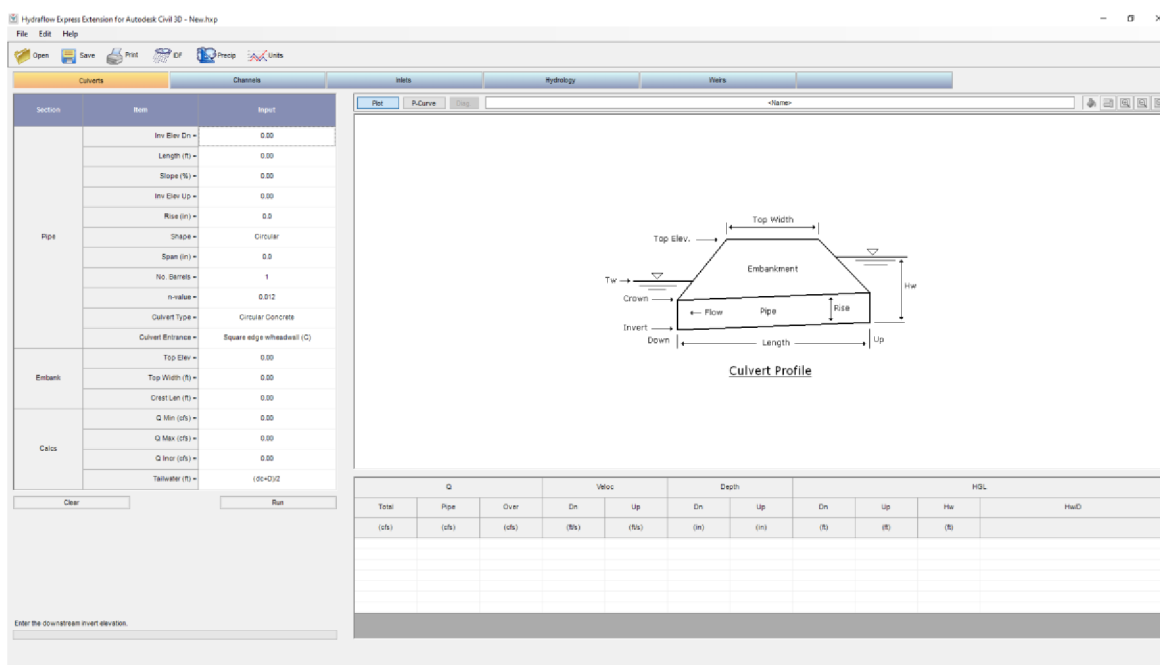 Hydraflow Express Extension for Autodesk Civil 3D - New.hxp
File Edit Help
Open Save Print IDF Precip Units
Culverts Channels Inlets Hydrology Weirs
Section Item Input
Plot P-Curve Diag <Name>
Pipe
Inv Elev Dn = 0.00
Length (ft) = 0.00
Slope (%) = 0.00
Inv Elev Up = 0.00
Rise (in) = 0.0
Shape = Circular
Span (in) = 0.0
No. Barrels = 1
n-value = 0.012
Culvert Type = Circular Concrete
Culvert Entrance = Square edge w/headwall (C)
Embank
Top Elev = 0.00
Top Width (ft) = 0.00
Crest Len (ft) = 0.00
Calcs
Q Min (cfs) = 0.00
Q Max (cfs) = 0.00
Q Incr (cfs) = 0.00
Tailwater (ft) = (dc+D)/2
Clear Run
Top Width
Top Elev.
Embankment
Tw
Hw
Crown
Flow Pipe Rise
Invert
Down Length Up
Culvert Profile
Q Veloc Depth HGL
Total Pipe Over Dn Up Dn Up Dn Up Hw Hw/D
(cfs) (cfs) (cfs) (ft/s) (ft/s) (in) (in) (ft) (ft) (ft)
Enter the downstream invert elevation.